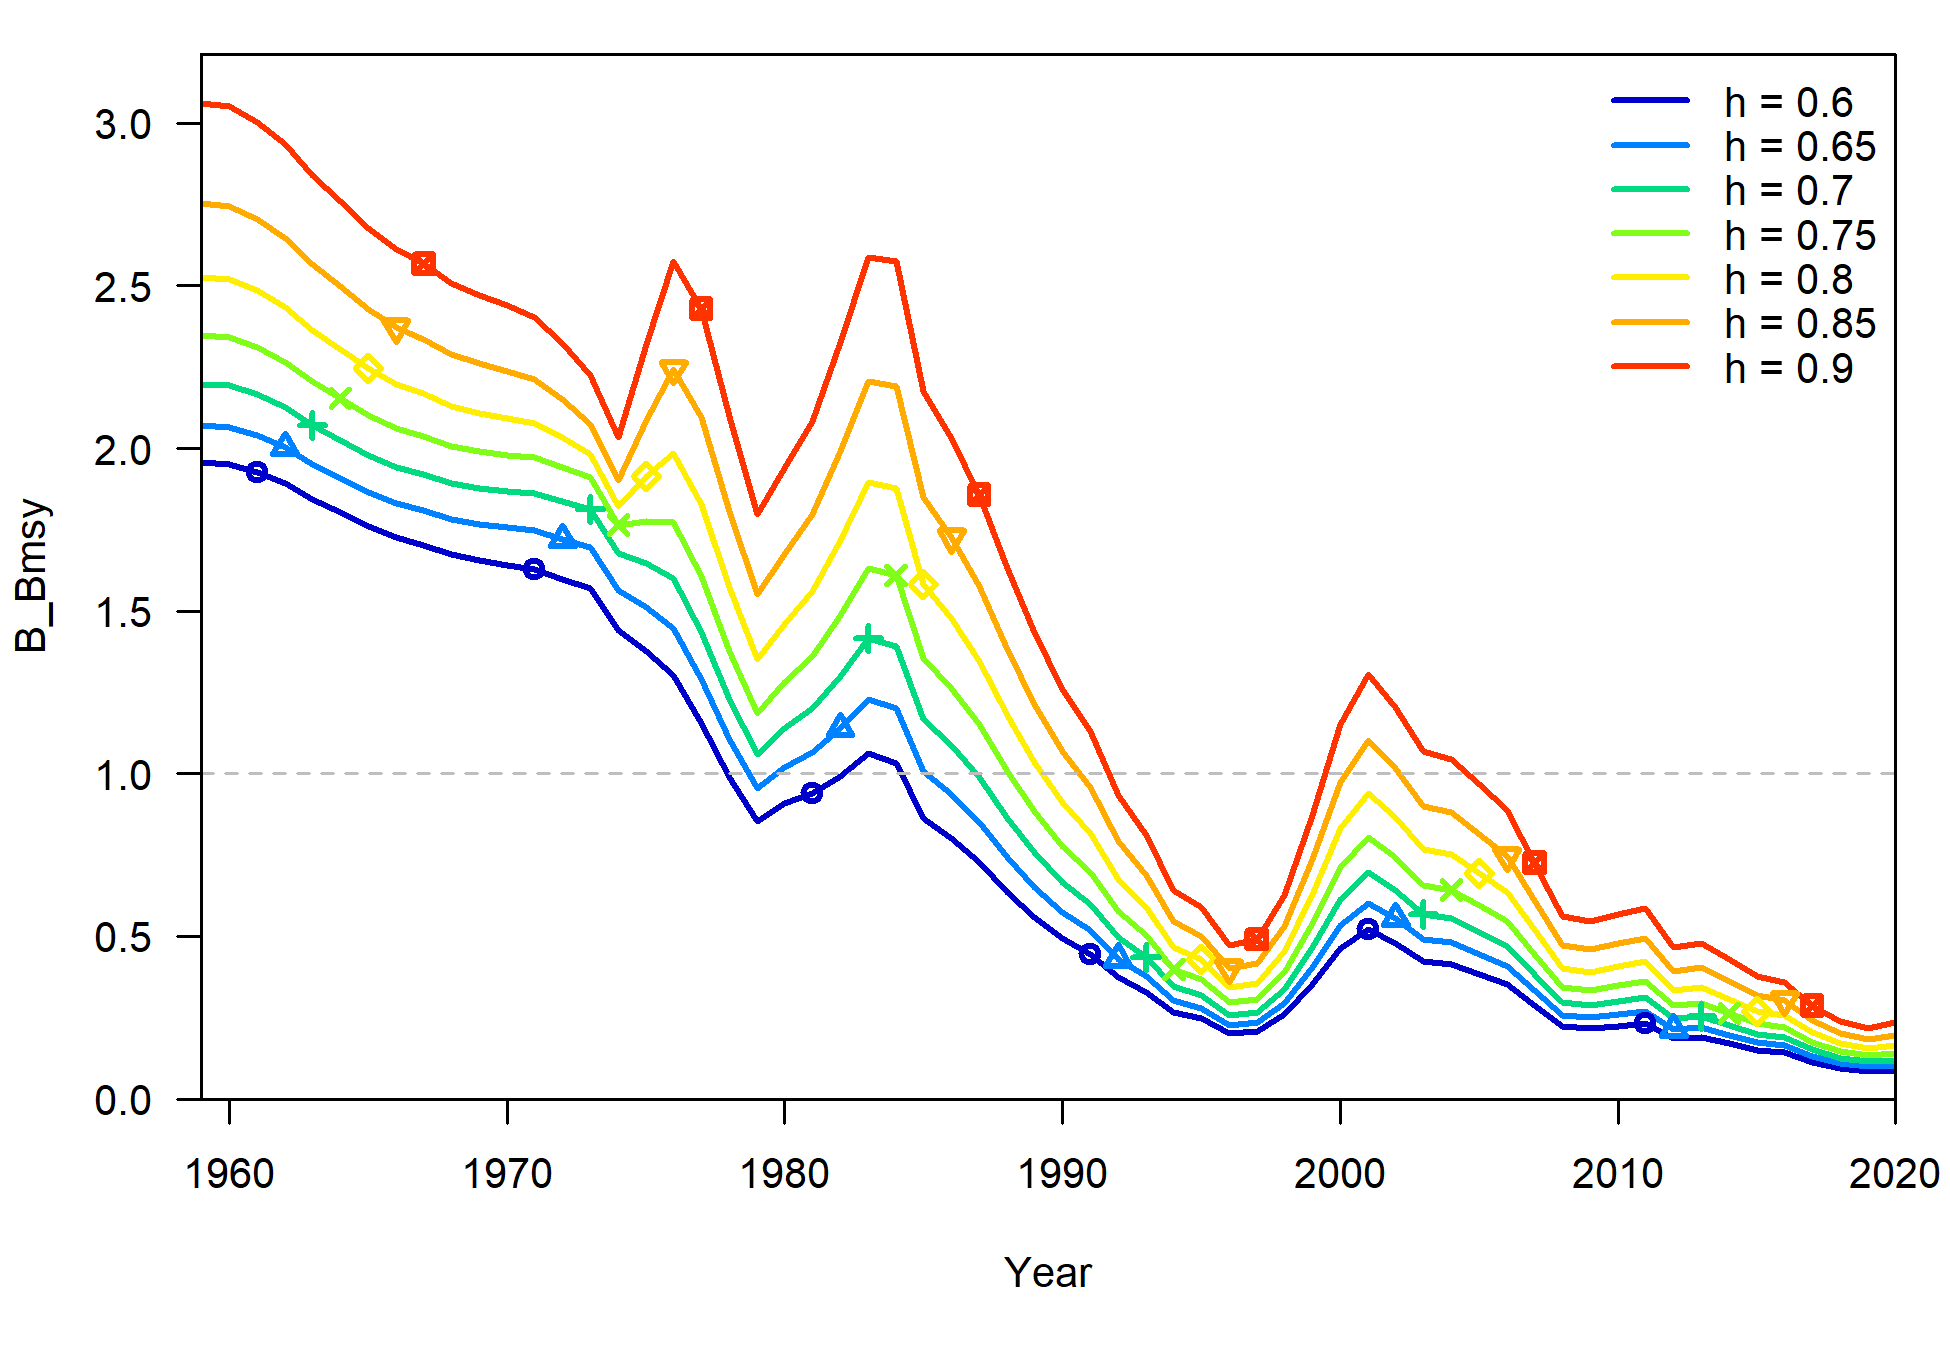 3.0
2.5
2.0
1.5
1.0
0.5
0.0
B_Bmsy
h = 0.6
h = 0.65
h = 0.7
h = 0.75
h = 0.8
h = 0.85
h = 0.9
1960 1970 1980 1990 2000 2010 2020
Year